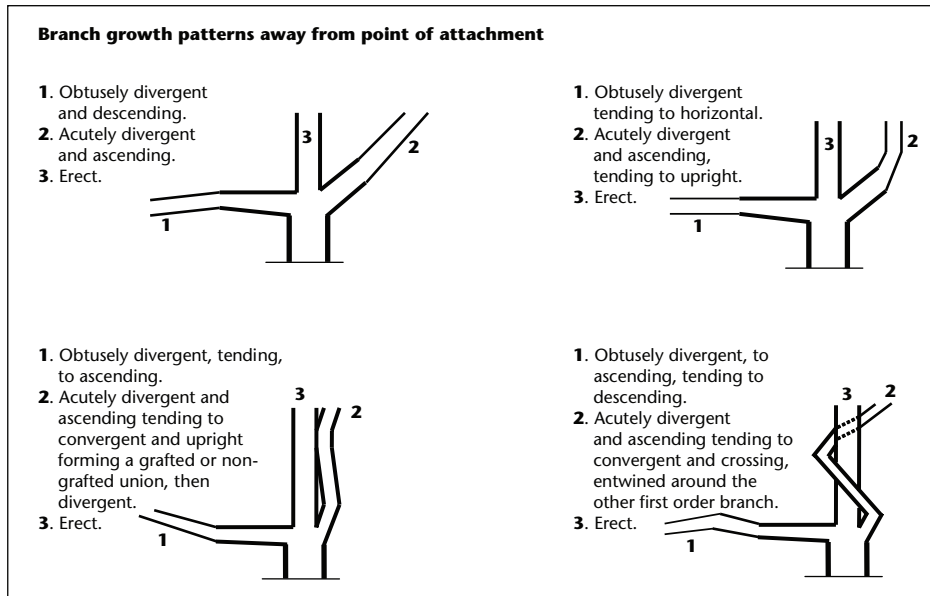 Branch growth patterns away from point of attachment
1. Obtusely divergent
and descending.
2. Acutely divergent
and ascending.
3. Erect.
3
2
1
1. Obtusely divergent
tending to horizontal.
2. Acutely divergent
and ascending,
tending to upright.
3. Erect.
3
2
1
1. Obtusely divergent, tending,
to ascending.
2. Acutely divergent and
ascending tending to
convergent and upright
forming a grafted or non-
grafted union, then
divergent.
3. Erect.
3
2
1
1. Obtusely divergent, to
ascending, tending to
descending.
2. Acutely divergent
and ascending tending to
convergent and crossing,
entwined around the
other first order branch.
3. Erect.
3
2
1